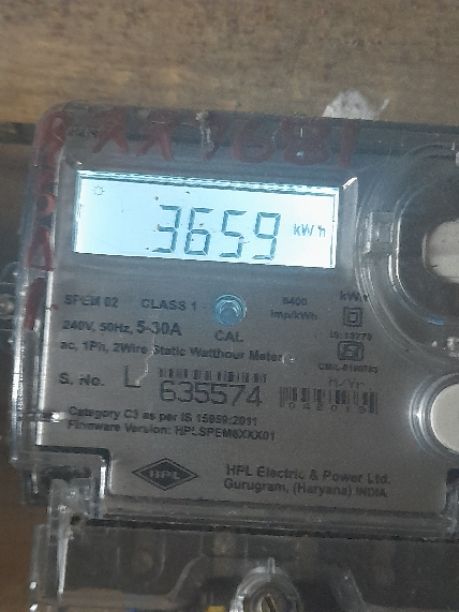 3659 kWh
SPEM 02 CLASS 1 6400 imp/kWh
240V, 50Hz, 5-30A CAL
ac, 1Ph, 2Wire Static Watthour Meter
S. No. L 635574 M/Yr.
042015
Category C3 as per IS 15959:2011
Firmware Version: HPLSPEM6XXX01
HPL
HPL Electric & Power Ltd.
Gurugram, (Haryana) INDIA